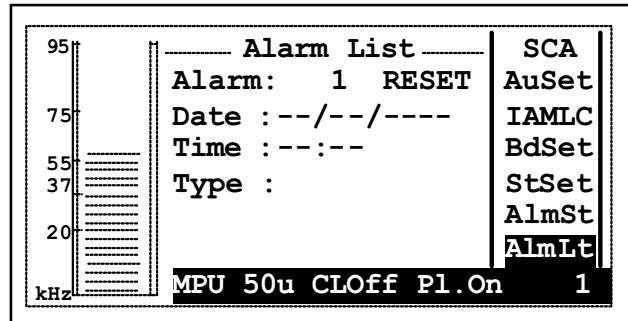 95
75
55
37
20
kHz
Alarm List
Alarm: 1 RESET
Date :--/--/----
Time :--:--
Type :
SCA
AuSet
IAMLC
BdSet
StSet
AlmSt
AlmLt
MPU 50u CLOff Pl.On 1